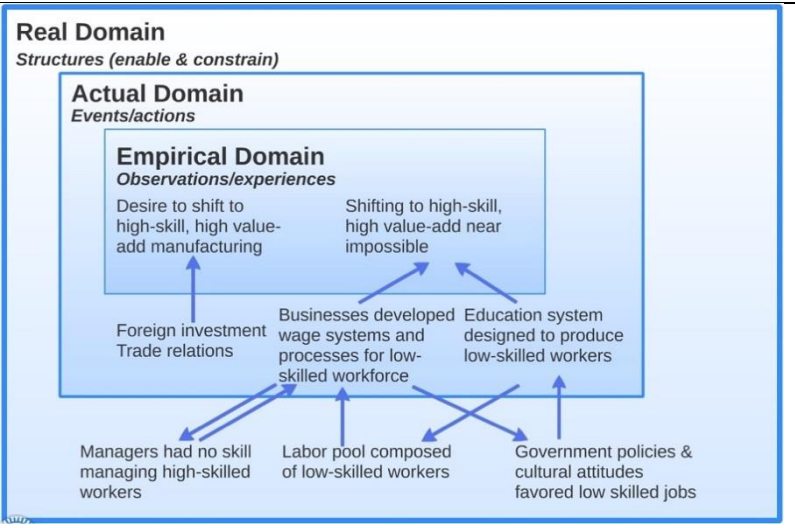 Real Domain
Structures (enable & constrain)
Actual Domain
Events/actions
Empirical Domain
Observations/experiences
Desire to shift to
high-skill, high value-
add manufacturing
Shifting to high-skill,
high value-add near
impossible
Foreign investment
Trade relations
Businesses developed
wage systems and
processes for low-
skilled workforce
Education system
designed to produce
low-skilled workers
Managers had no skill
managing high-skilled
workers
Labor pool composed
of low-skilled workers
Government policies &
cultural attitudes
favored low skilled jobs